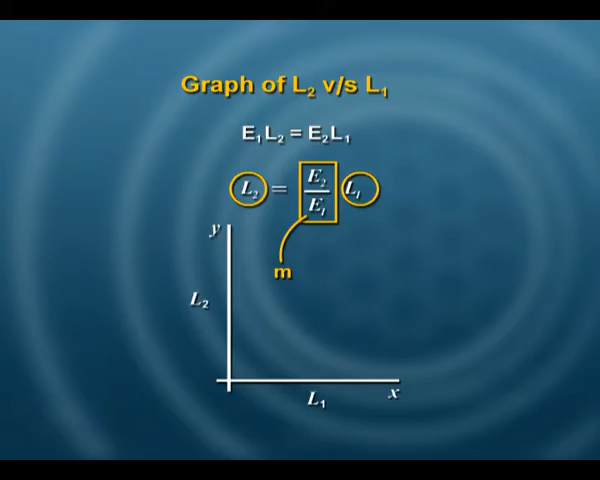 Graph of L₂ v/s L₁
E₁L₂ = E₂L₁
L₂ = E₂/E₁ L₁
y
m
L₂
L₁
x